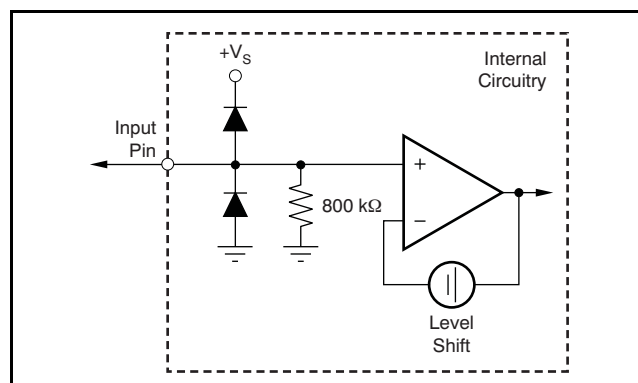 +V_S
Internal
Circuitry
Input
Pin
+
800 kΩ
−
Level
Shift